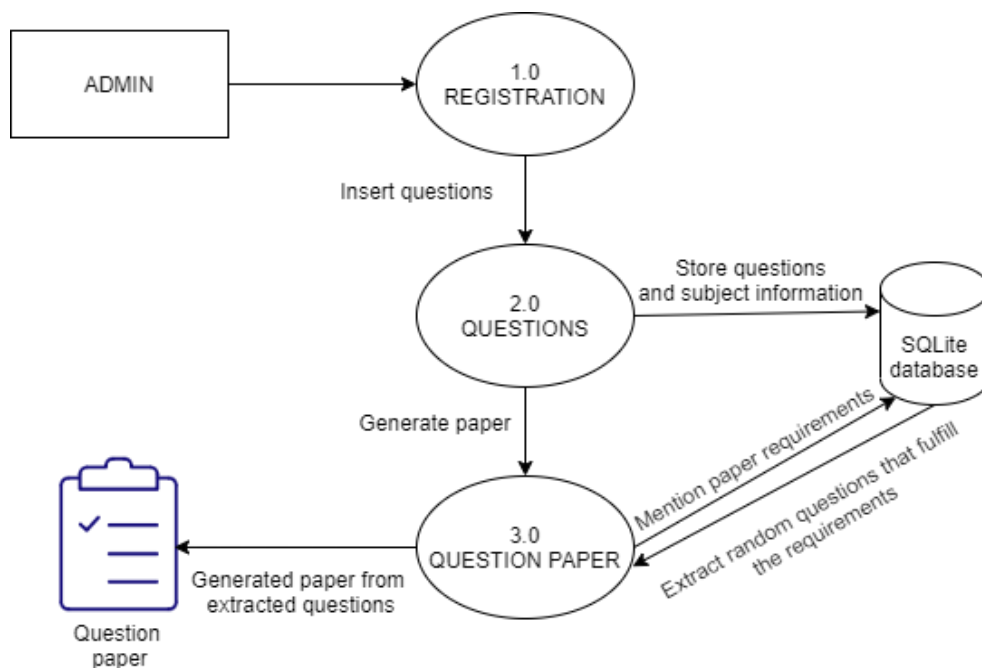 ADMIN
1.0
REGISTRATION
Insert questions
2.0
QUESTIONS
Store questions
and subject information
SQLite
database
Generate paper
Mention paper requirements
Extract random questions that fulfill
the requirements
3.0
QUESTION PAPER
Generated paper from
extracted questions
Question
paper